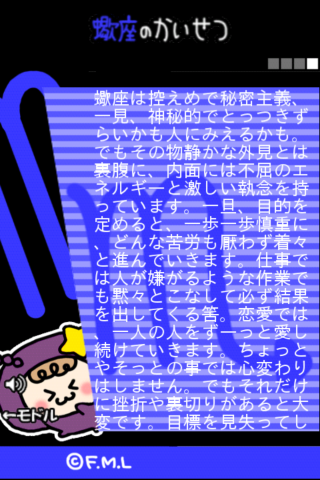 蠍座のかいせつ
蠍座は控えめで秘密主義、
一見、神秘的でとっつきず
らいかも人にみえるかも。
でもその物静かな外見とは
裏腹に、内面には不屈のエ
ネルギーと激しい執念を持
っています。一旦、目的を
定めると、一歩一歩慎重に
、どんな苦労も厭わず着々
と進んでいきます。仕事で
は人が嫌がるような作業で
も黙々とこなして必ず結果
を出してくる筈。恋愛では
、一人の人をずーっと愛し
続けていきます。ちょっと
やそっとの事では心変わり
はしません。でもそれだけ
に挫折や裏切りがあると大
変です。目標を見失ってし
←モドル
©F.M.L